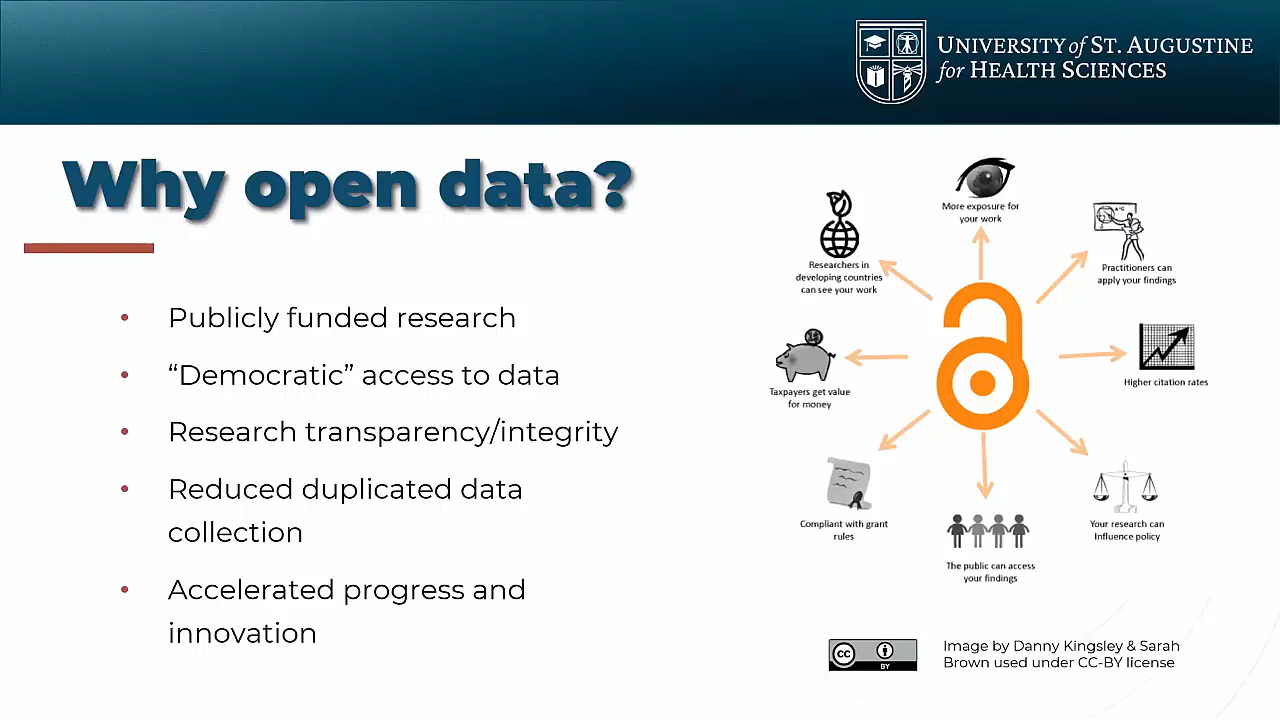 UNIVERSITY of ST. AUGUSTINE
for HEALTH SCIENCES
Why open data?
• Publicly funded research
• “Democratic” access to data
• Research transparency/integrity
• Reduced duplicated data
collection
• Accelerated progress and
innovation
More exposure for
your work
Practitioners can
apply your findings
Higher citation rates
Your research can
Influence policy
The public can access
your findings
Compliant with grant
rules
Taxpayers get value
for money
Researchers in
developing countries
can see your work
cc
BY
Image by Danny Kingsley & Sarah
Brown used under CC-BY license